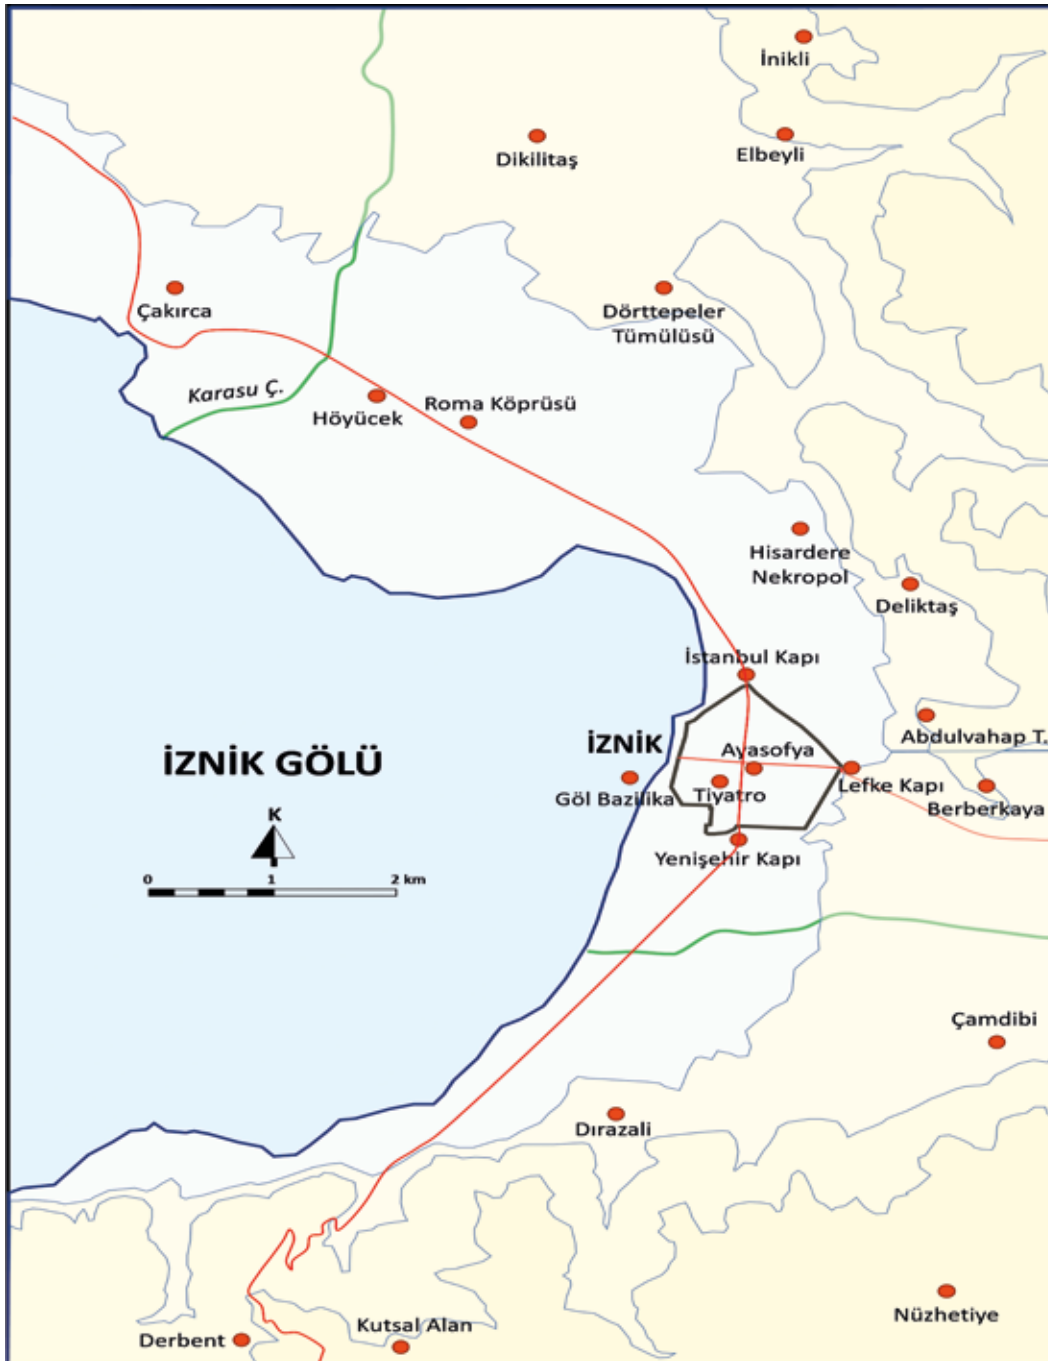 İnikli
Dikilitaş
Elbeyli
Çakırca
Dörttepeler
Tümülüsü
Karasu Ç.
Höyücek
Roma Köprüsü
Hisardere
Nekropol
Deliktaş
İstanbul Kapı
Abdulvahap T.
İZNİK
Ayasofya
İZNİK GÖLÜ
Göl Bazilika
Tiyatro
Lefke Kapı
Berberkaya
K
Yenişehir Kapı
0 1 2 km
Çamdibi
Dırazali
Nüzhetiye
Kutsal Alan
Derbent